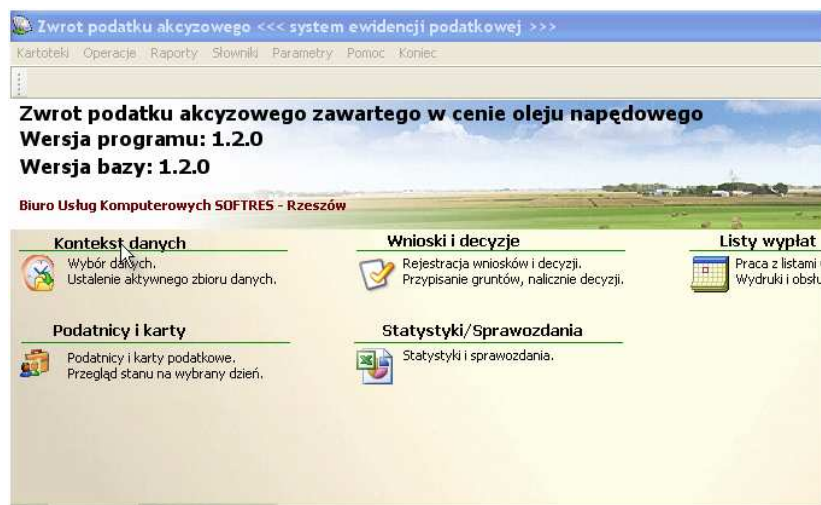 Zwrot podatku akcyzowego <<< system ewidencji podatkowej >>>
Kartoteki Operacje Raporty Słowniki Parametry Pomoc Koniec
Zwrot podatku akcyzowego zawartego w cenie oleju napędowego
Wersja programu: 1.2.0
Wersja bazy: 1.2.0
Biuro Usług Komputerowych SOFTRES - Rzeszów
Kontekst danych
Wybór danych.
Ustalenie aktywnego zbioru danych.
Wnioski i decyzje
Rejestracja wniosków i decyzji.
Przypisanie gruntów, nalicznie decyzji.
Listy wypłat
Praca z listami
Wydruki i
Podatnicy i karty
Podatnicy i karty podatkowe.
Przegląd stanu na wybrany dzień.
Statystyki/Sprawozdania
Statystyki i sprawozdania.